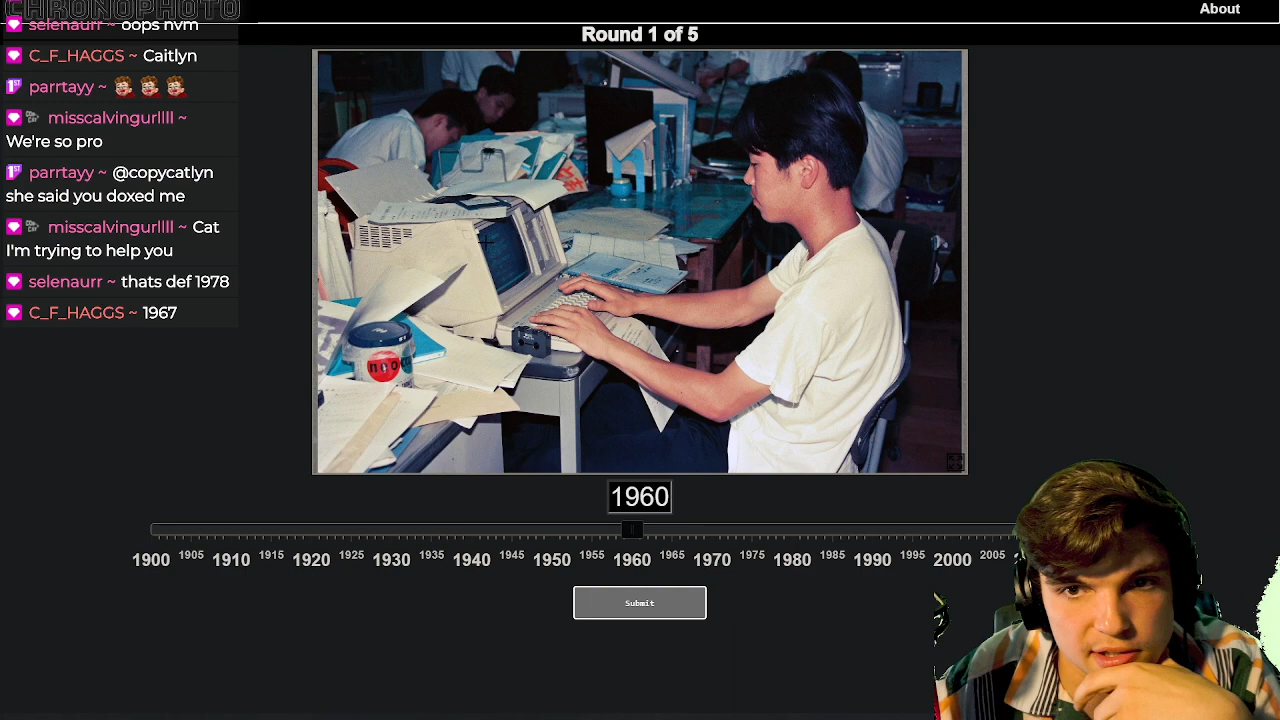 CHRONOPHOTO
About
Round 1 of 5
selenaurr ~ oops nvm
C_F_HAGGS ~ Caitlyn
1ST parrtayy ~
misscalvingurllll ~
We're so pro
1ST parrtayy ~ @copycatlyn
she said you doxed me
misscalvingurllll ~ Cat
I'm trying to help you
selenaurr ~ thats def 1978
C_F_HAGGS ~ 1967
1960
1900 1905 1910 1915 1920 1925 1930 1935 1940 1945 1950 1955 1960 1965 1970 1975 1980 1985 1990 1995 2000 2005
Submit